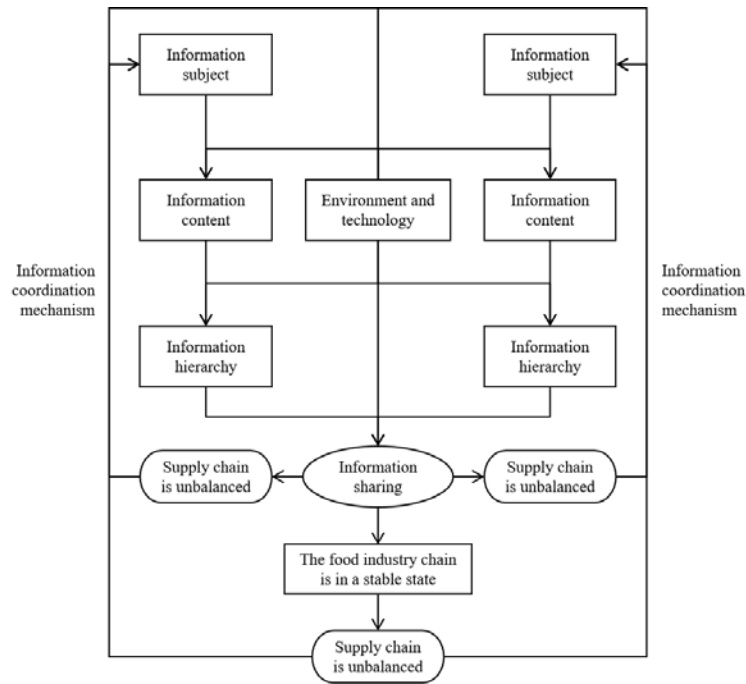 Information
subject
Information
subject
Information
content
Environment and
technology
Information
content
Information
coordination
mechanism
Information
coordination
mechanism
Information
hierarchy
Information
hierarchy
Supply chain
is unbalanced
Information
sharing
Supply chain
is unbalanced
The food industry chain
is in a stable state
Supply chain
is unbalanced